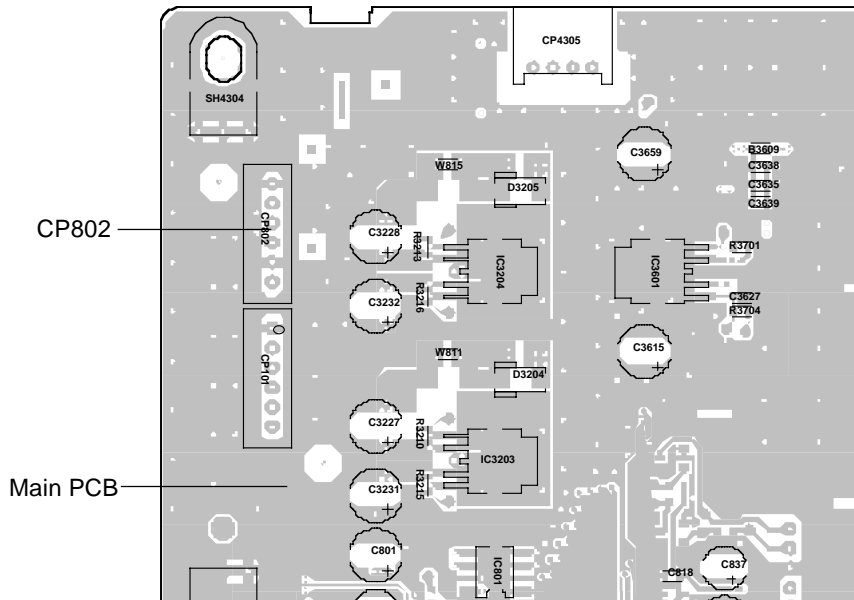 CP4305
SH4304
C3659
B3609
W815
C3638
D3205
C3635
C3639
CP802
CP802
C3228
R3213
IC3204
IC3601
R3701
C3232
R3216
C3627
R3704
CP101
W811
C3615
D3204
C3227
R3210
IC3203
Main PCB
C3231
R3215
C801
IC801
C818
C837